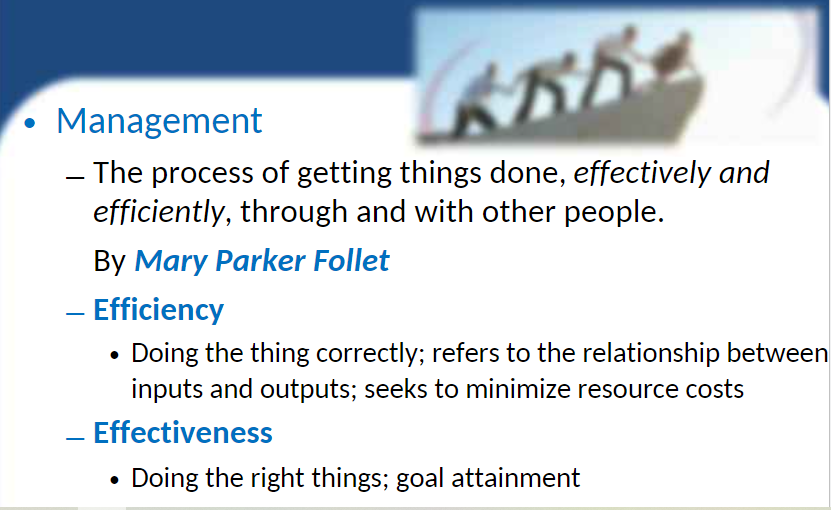 • Management
– The process of getting things done, effectively and
efficiently, through and with other people.
By Mary Parker Follet
– Efficiency
• Doing the thing correctly; refers to the relationship between
inputs and outputs; seeks to minimize resource costs
– Effectiveness
• Doing the right things; goal attainment